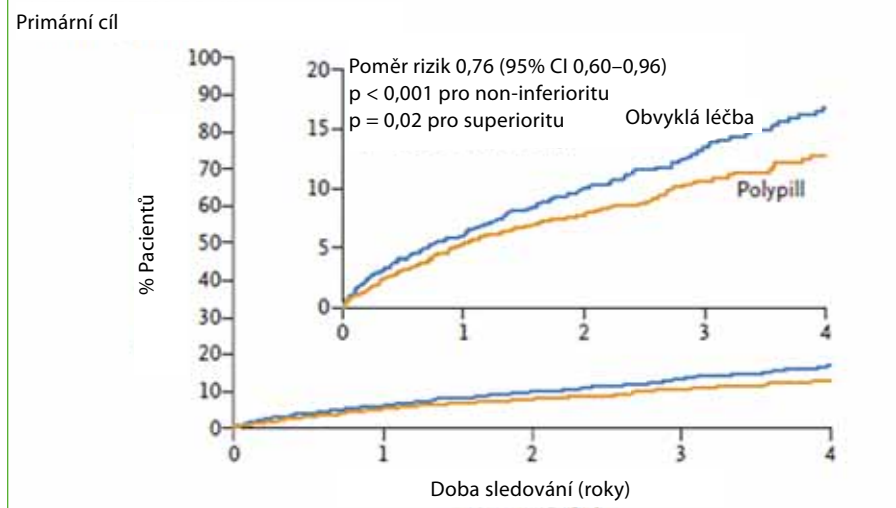 Primární cíl
Poměr rizik 0,76 (95% CI 0,60–0,96)
p < 0,001 pro non-inferioritu
p = 0,02 pro superioritu
Obvyklá léčba
Polypill
20
15
10
5
0
0 1 2 3 4
% Pacientů
100
90
80
70
60
50
40
30
20
10
0
0 1 2 3 4
Doba sledování (roky)